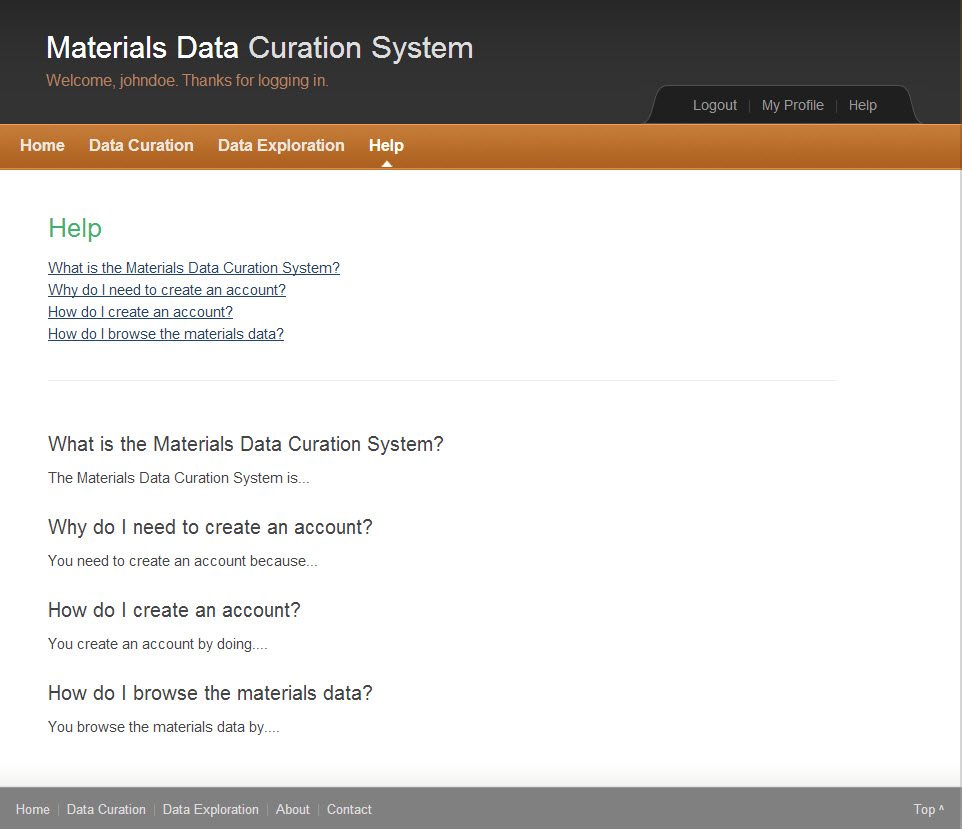 Materials Data Curation System
Welcome, johndoe. Thanks for logging in.
Logout | My Profile | Help
Home Data Curation Data Exploration Help
Help
What is the Materials Data Curation System?
Why do I need to create an account?
How do I create an account?
How do I browse the materials data?
What is the Materials Data Curation System?
The Materials Data Curation System is...
Why do I need to create an account?
You need to create an account because...
How do I create an account?
You create an account by doing....
How do I browse the materials data?
You browse the materials data by....
Home | Data Curation | Data Exploration | About | Contact Top ^